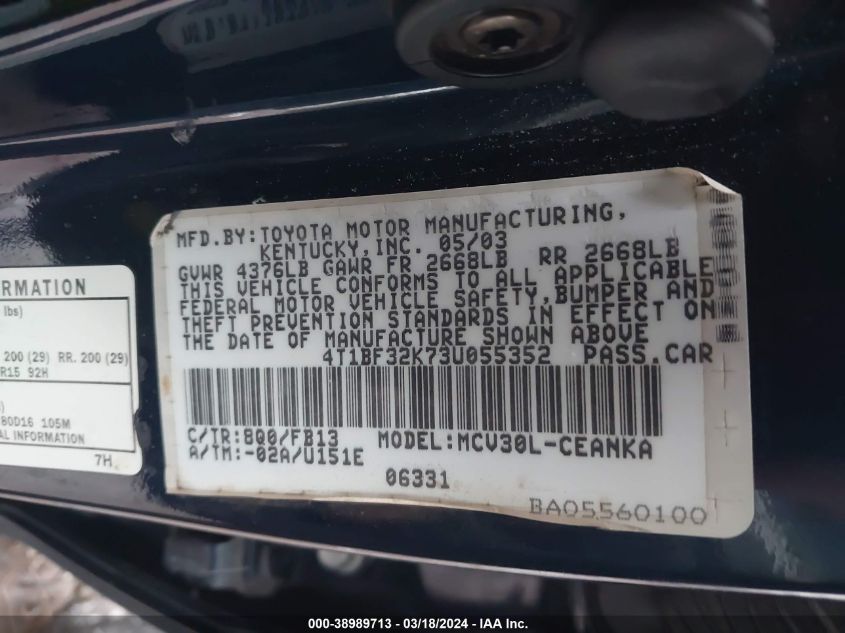 MFD.BY:TOYOTA MOTOR MANUFACTURING,
KENTUCKY,INC. 05/03
GVWR 4376LB GAWR FR 2668LB RR 2668LB
THIS VEHICLE CONFORMS TO ALL APPLICABLE
FEDERAL MOTOR VEHICLE SAFETY,BUMPER AND
THEFT PREVENTION STANDARDS IN EFFECT ON
THE DATE OF MANUFACTURE SHOWN ABOVE
4T1BF32K73U055352 PASS.CAR
C/TR:8Q0/FB13 MODEL:MCV30L-CEANKA
A/TM:-02A/U151E
06331
BA05560100
ORMATION
lbs)
200 (29) RR. 200 (29)
R15 92H
80D16 105M
AL INFORMATION
7H
000-38989713 - 03/18/2024 - IAA Inc.